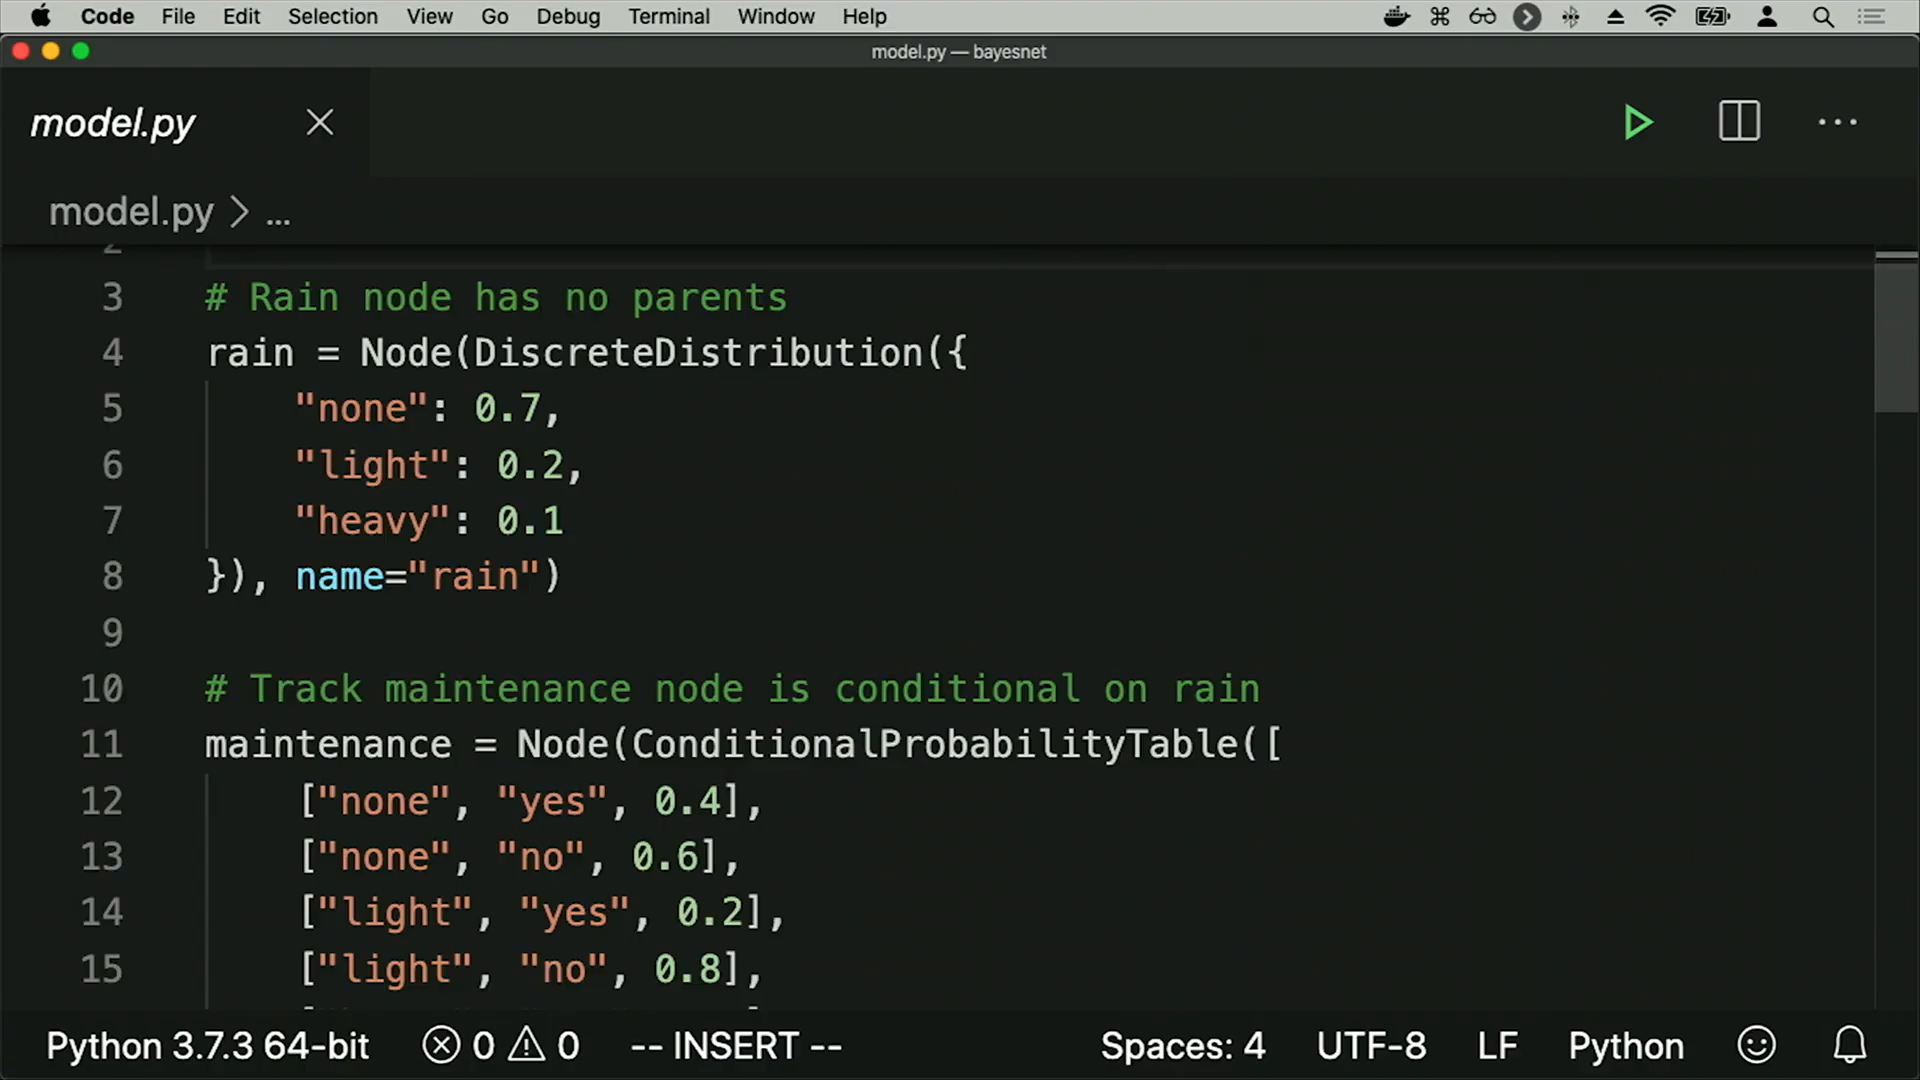 Code File Edit Selection View Go Debug Terminal Window Help
model.py — bayesnet
model.py
model.py > ...
2
3 # Rain node has no parents
4 rain = Node(DiscreteDistribution({
5 "none": 0.7,
6 "light": 0.2,
7 "heavy": 0.1
8 }), name="rain")
9
10 # Track maintenance node is conditional on rain
11 maintenance = Node(ConditionalProbabilityTable([
12 ["none", "yes", 0.4],
13 ["none", "no", 0.6],
14 ["light", "yes", 0.2],
15 ["light", "no", 0.8],
Python 3.7.3 64-bit 0 0 -- INSERT -- Spaces: 4 UTF-8 LF Python